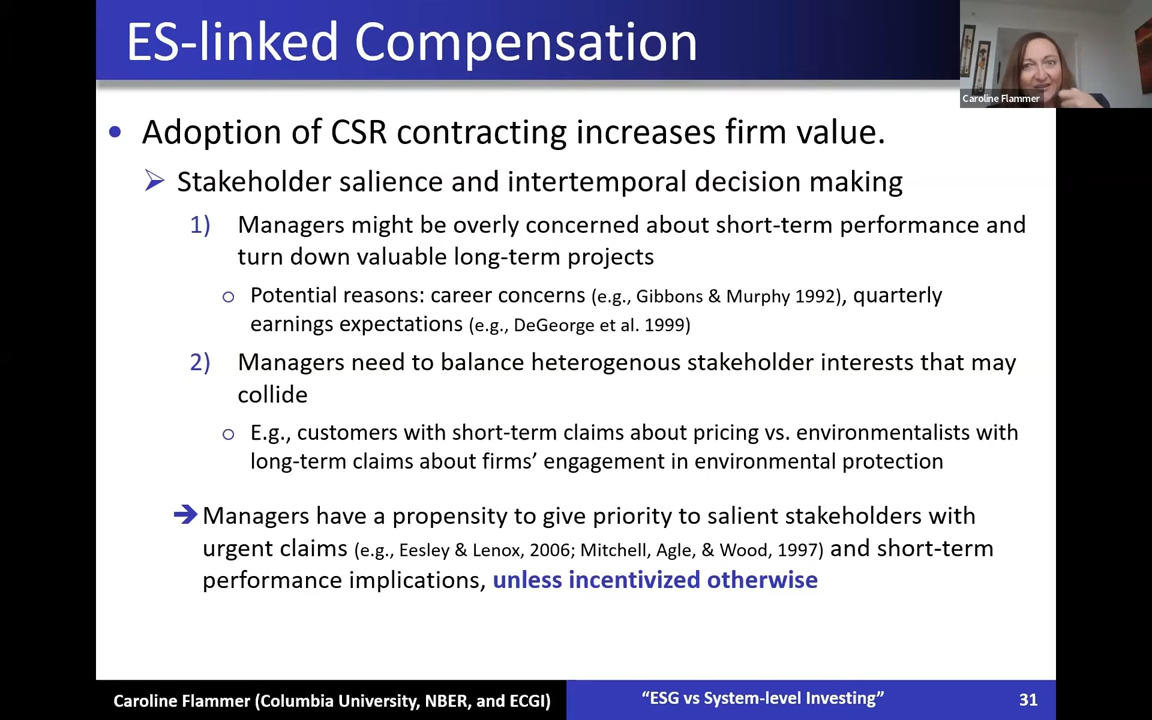 ES-linked Compensation
Caroline Flammer
• Adoption of CSR contracting increases firm value.
➢ Stakeholder salience and intertemporal decision making
1) Managers might be overly concerned about short-term performance and
turn down valuable long-term projects
○ Potential reasons: career concerns (e.g., Gibbons & Murphy 1992), quarterly
earnings expectations (e.g., DeGeorge et al. 1999)
2) Managers need to balance heterogenous stakeholder interests that may
collide
○ E.g., customers with short-term claims about pricing vs. environmentalists with
long-term claims about firms’ engagement in environmental protection
➔ Managers have a propensity to give priority to salient stakeholders with
urgent claims (e.g., Eesley & Lenox, 2006; Mitchell, Agle, & Wood, 1997) and short-term
performance implications, unless incentivized otherwise
Caroline Flammer (Columbia University, NBER, and ECGI) “ESG vs System-level Investing” 31